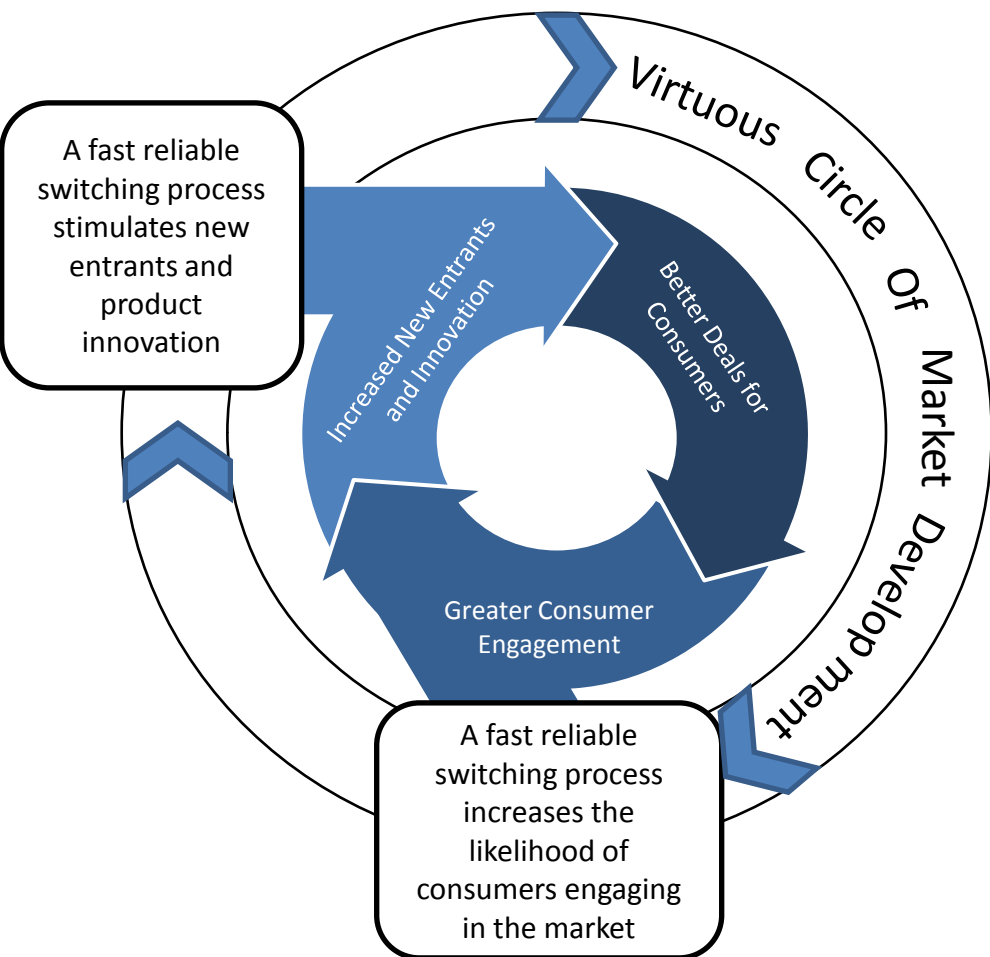 Virtuous Circle Of Market Development
A fast reliable
switching process
stimulates new
entrants and
product
innovation
Increased New Entrants
and Innovation
Better Deals for
Consumers
Greater Consumer
Engagement
A fast reliable
switching process
increases the
likelihood of
consumers engaging
in the market